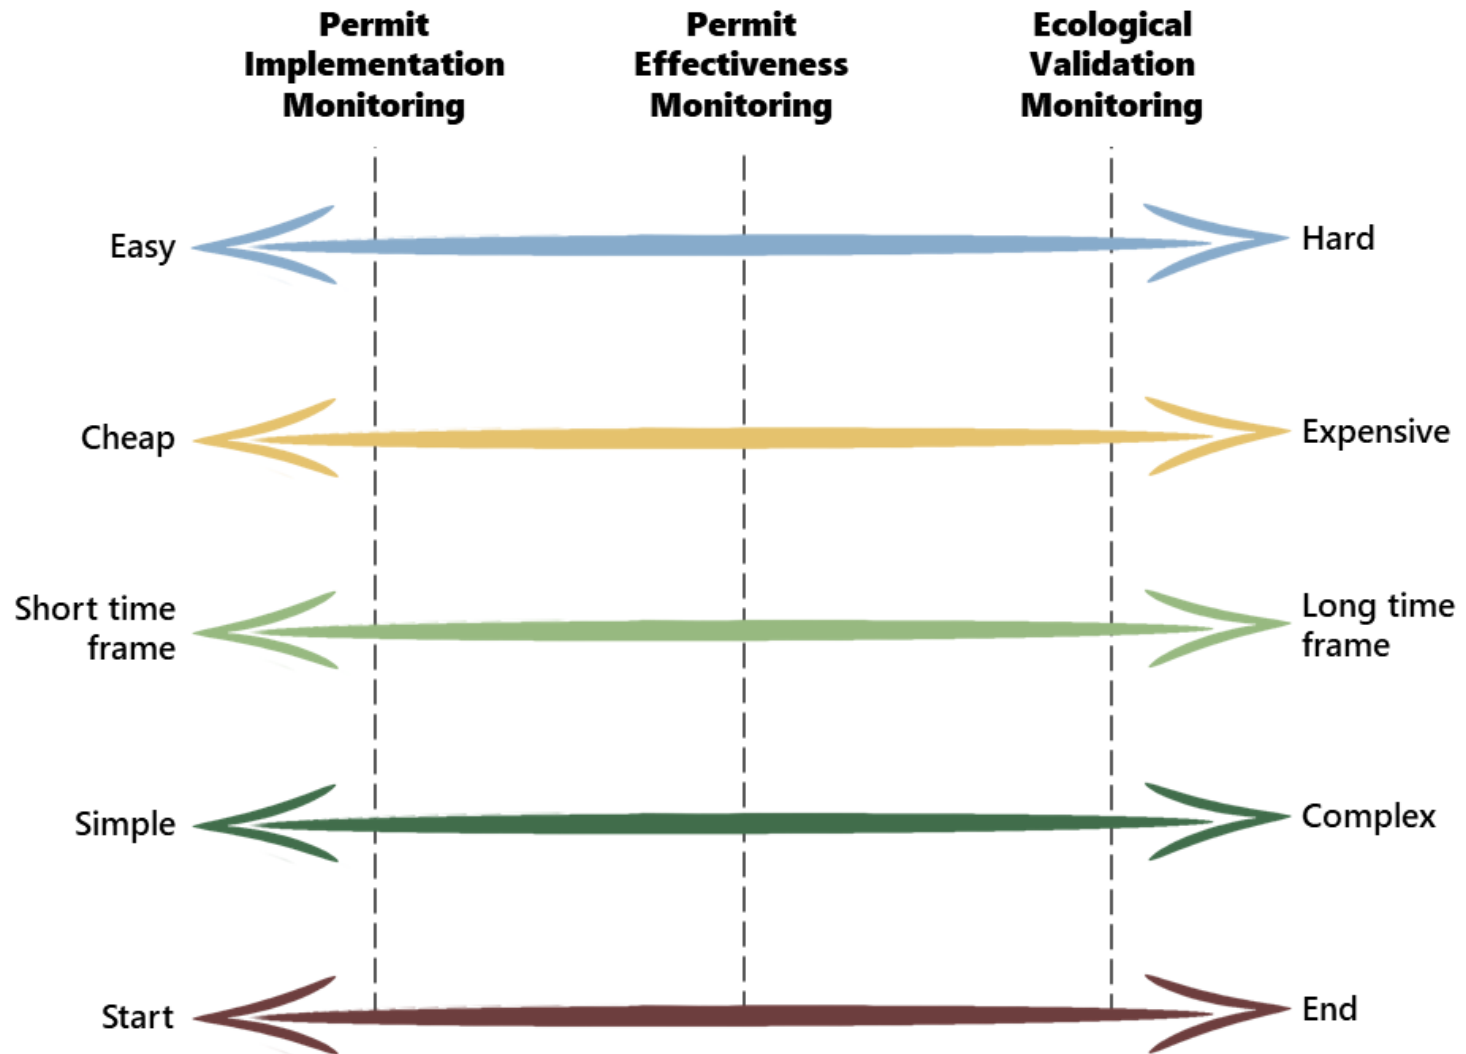 Permit
Implementation
Monitoring
Permit
Effectiveness
Monitoring
Ecological
Validation
Monitoring
Easy
Hard
Cheap
Expensive
Short time
frame
Long time
frame
Simple
Complex
Start
End